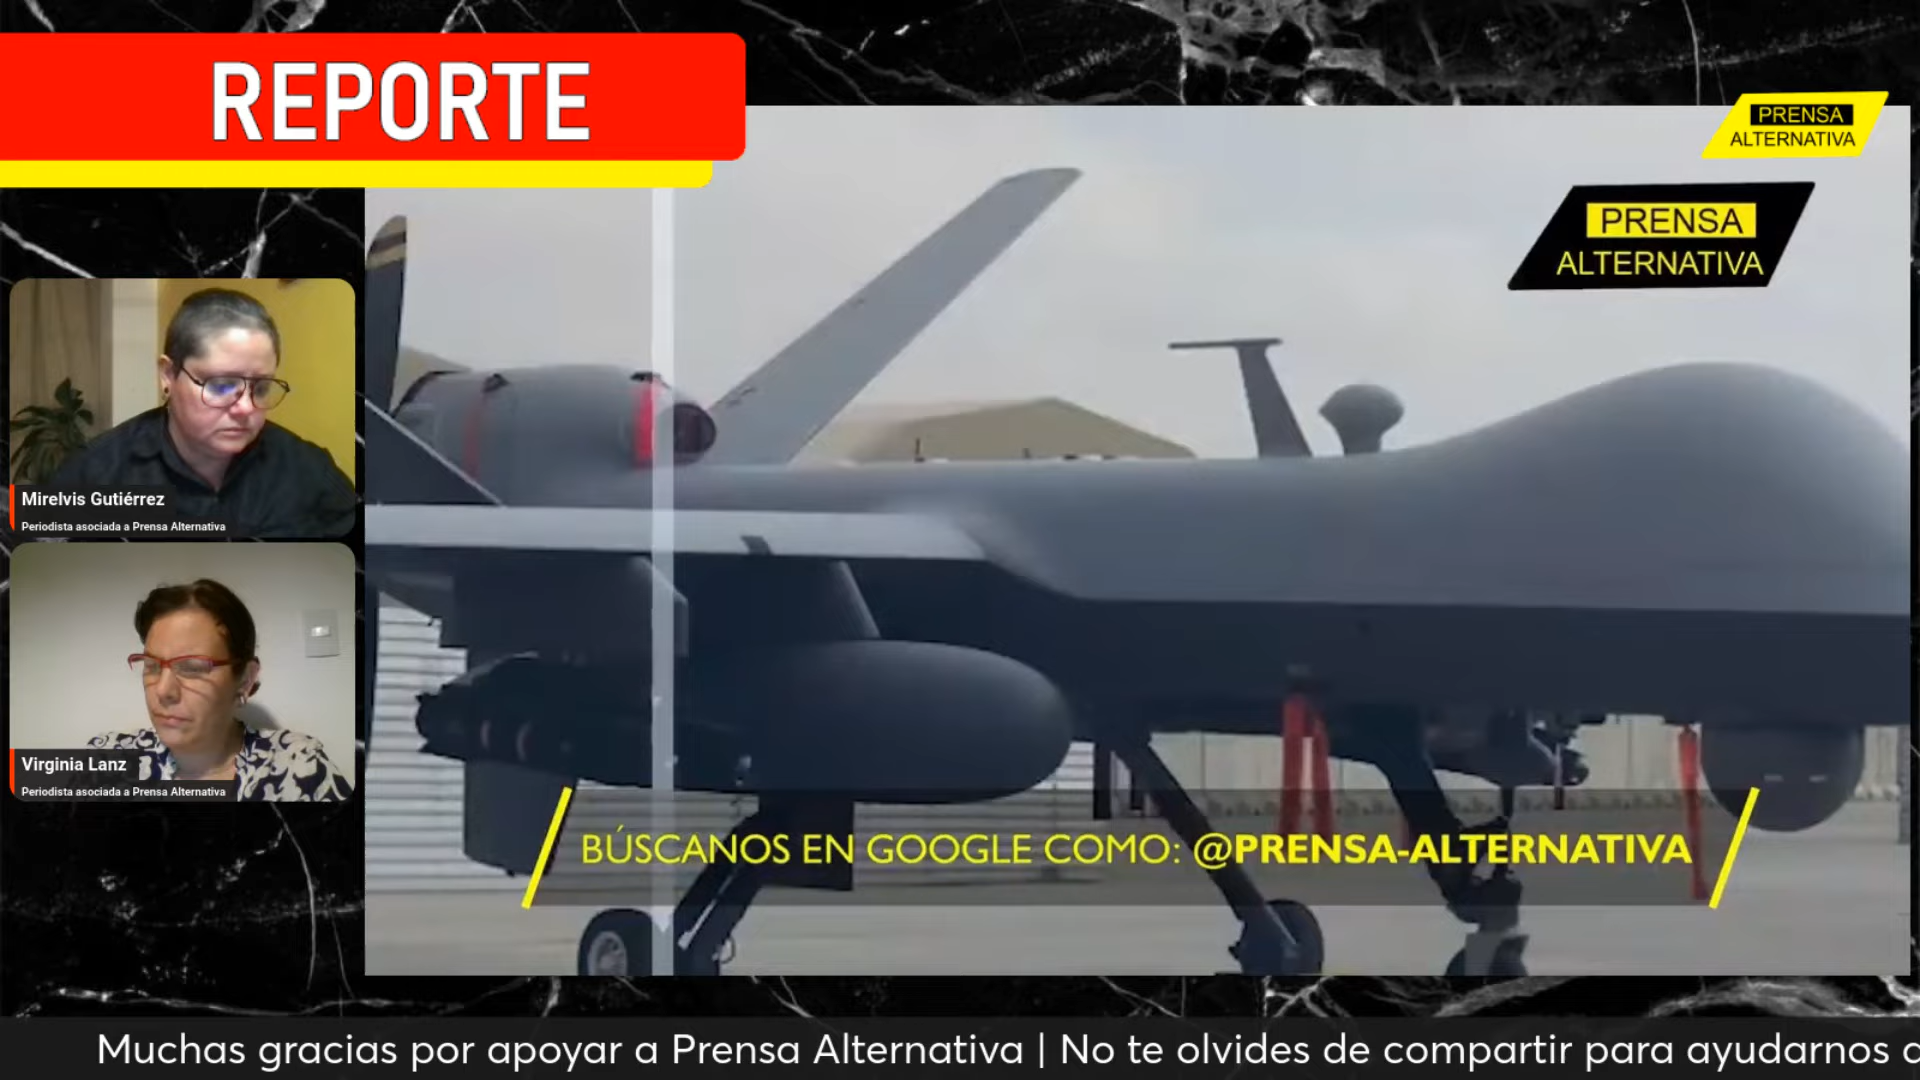 REPORTE
PRENSA
ALTERNATIVA
PRENSA
ALTERNATIVA
Mirelvis Gutiérrez
Periodista asociada a Prensa Alternativa
Virginia Lanz
Periodista asociada a Prensa Alternativa
BÚSCANOS EN GOOGLE COMO: @PRENSA-ALTERNATIVA
Muchas gracias por apoyar a Prensa Alternativa | No te olvides de compartir para ayudarnos